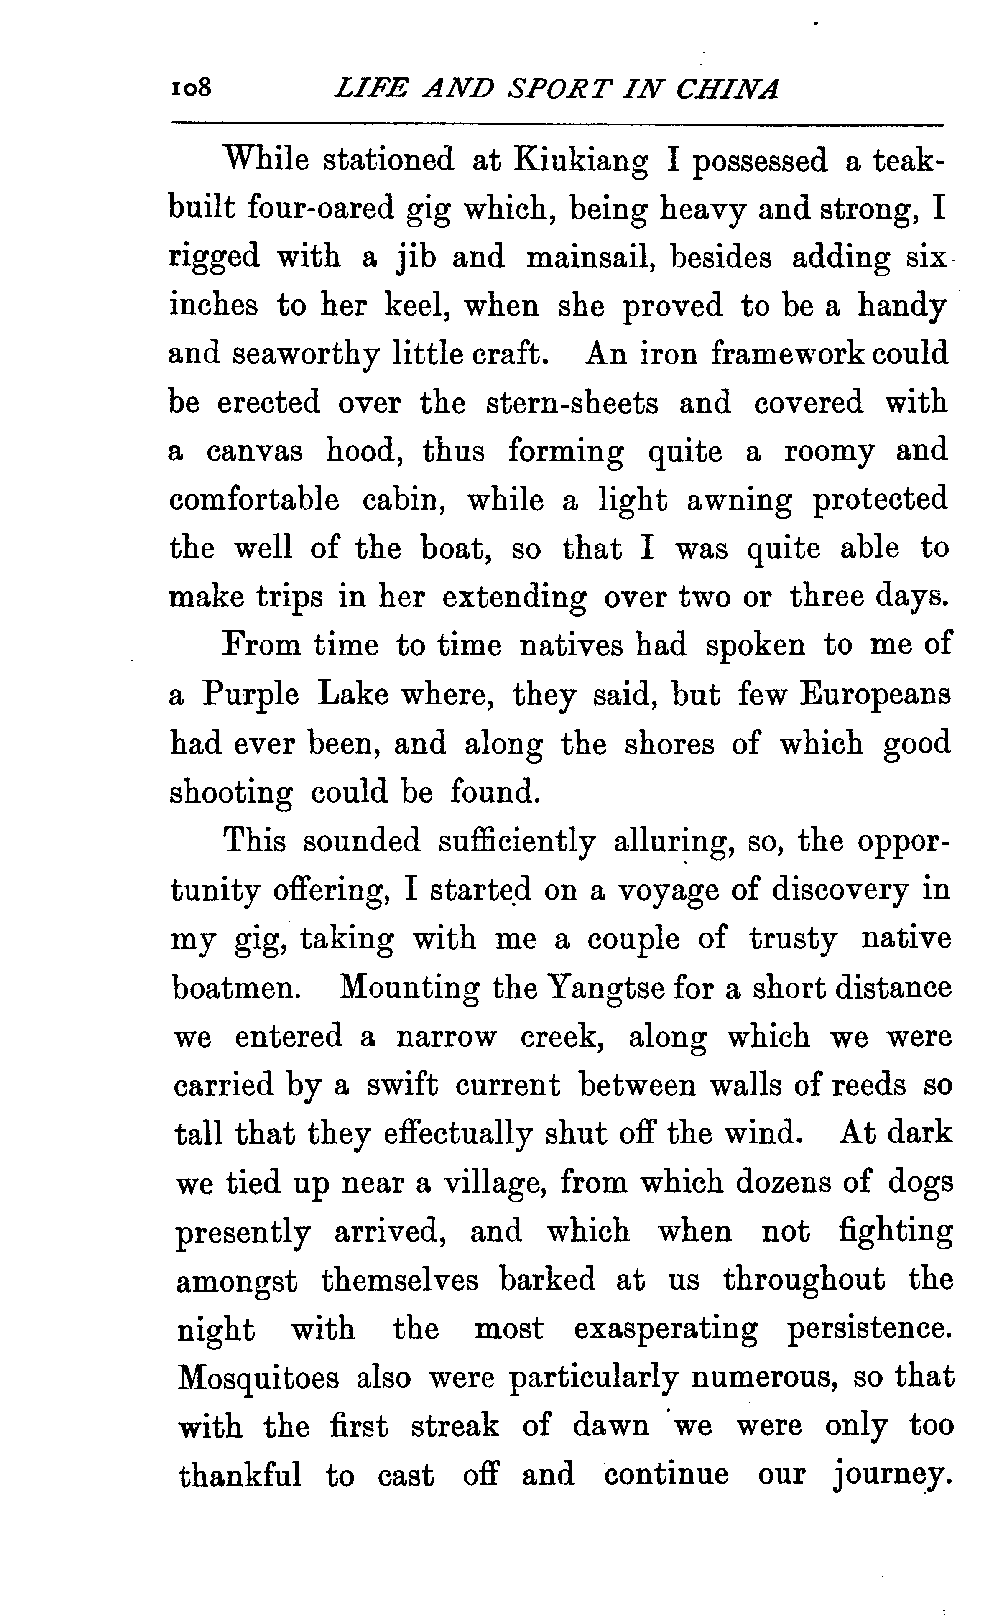 108 LIFE AND SPORT IN CHINA
While stationed at Kiukiang I possessed a teak-
built four-oared gig which, being heavy and strong, I
rigged with a jib and mainsail, besides adding six
inches to her keel, when she proved to be a handy
and seaworthy little craft. An iron framework could
be erected over the stern-sheets and covered with
a canvas hood, thus forming quite a roomy and
comfortable cabin, while a light awning protected
the well of the boat, so that I was quite able to
make trips in her extending over two or three days.
From time to time natives had spoken to me of
a Purple Lake where, they said, but few Europeans
had ever been, and along the shores of which good
shooting could be found.
This sounded sufficiently alluring, so, the oppor-
tunity offering, I started on a voyage of discovery in
my gig, taking with me a couple of trusty native
boatmen. Mounting the Yangtse for a short distance
we entered a narrow creek, along which we were
carried by a swift current between walls of reeds so
tall that they effectually shut off the wind. At dark
we tied up near a village, from which dozens of dogs
presently arrived, and which when not fighting
amongst themselves barked at us throughout the
night with the most exasperating persistence.
Mosquitoes also were particularly numerous, so that
with the first streak of dawn we were only too
thankful to cast off and continue our journey.